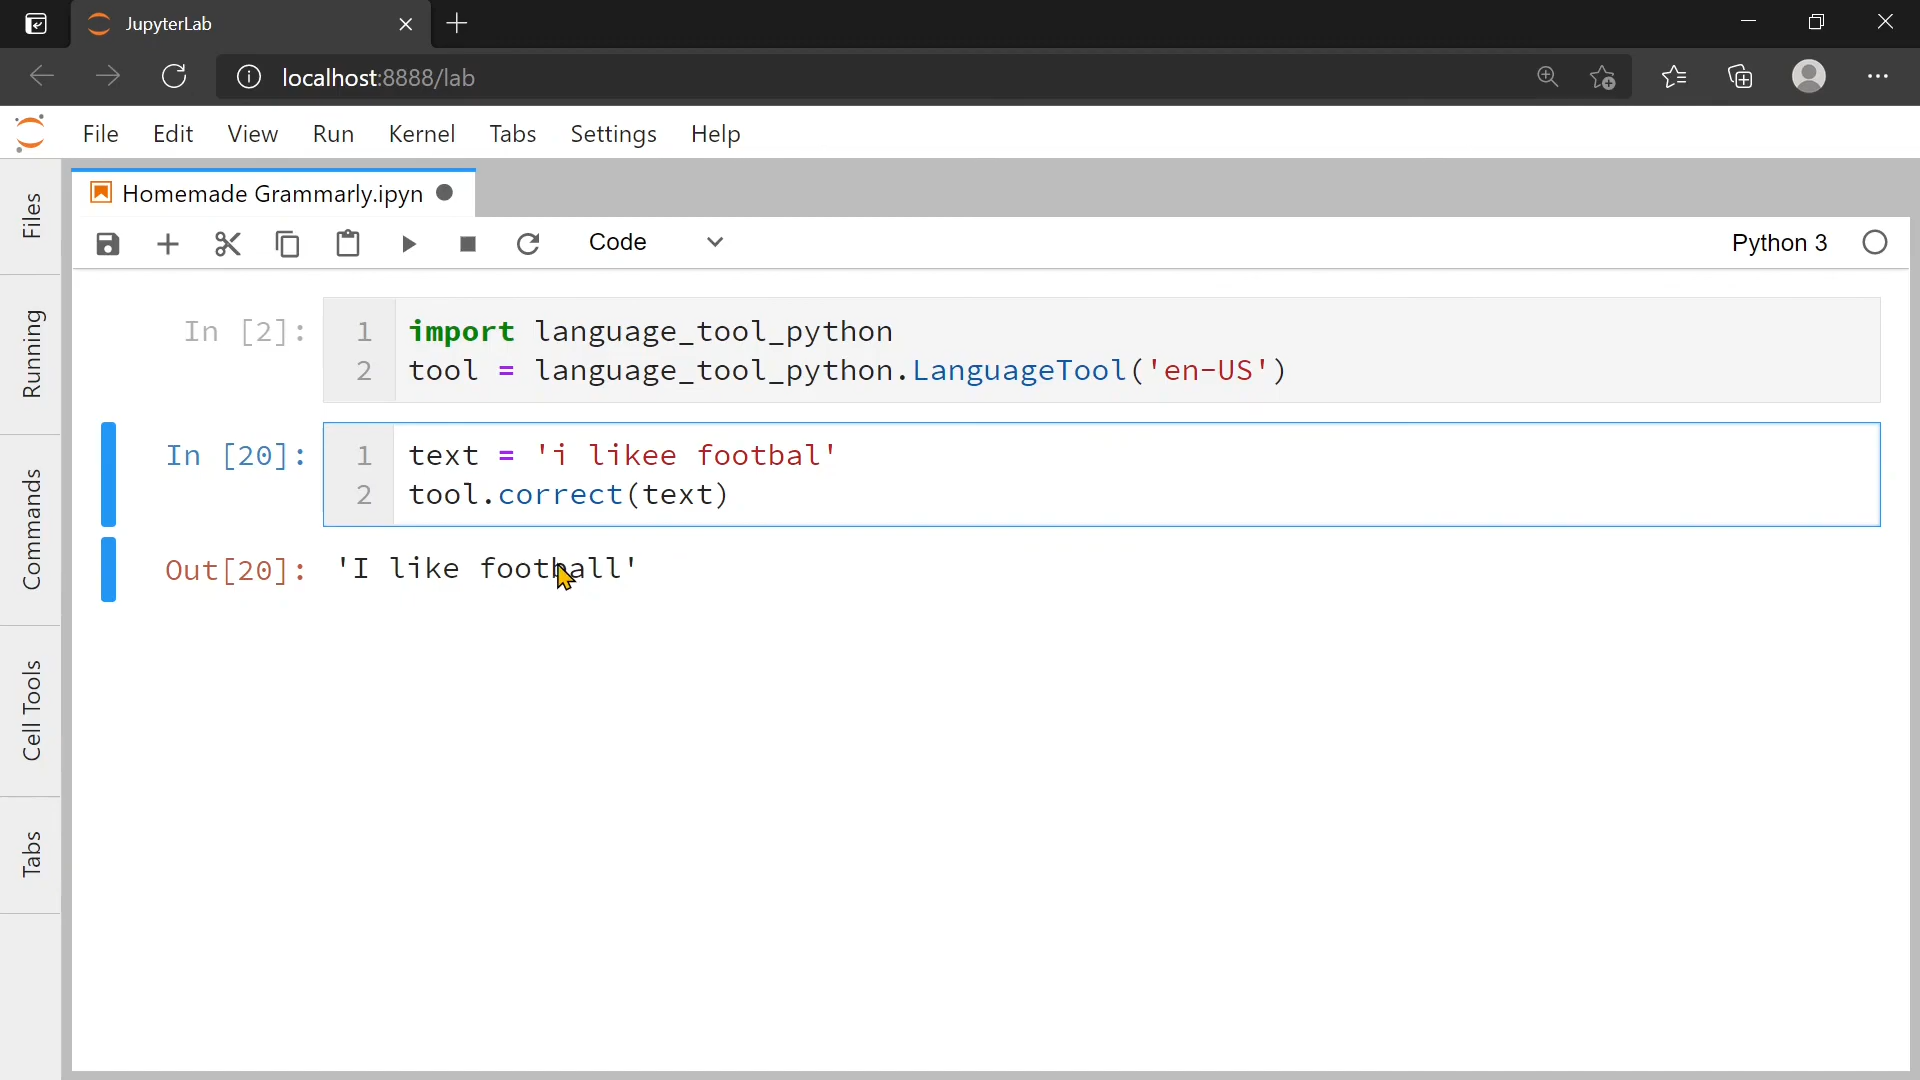 JupyterLab
localhost:8888/lab
File Edit View Run Kernel Tabs Settings Help
Homemade Grammarly.ipyn
Code
Python 3
Files
Running
Commands
Cell Tools
Tabs
In [2]: 1 import language_tool_python
2 tool = language_tool_python.LanguageTool('en-US')
In [20]: 1 text = 'i likee footbal'
2 tool.correct(text)
Out[20]: 'I like football'